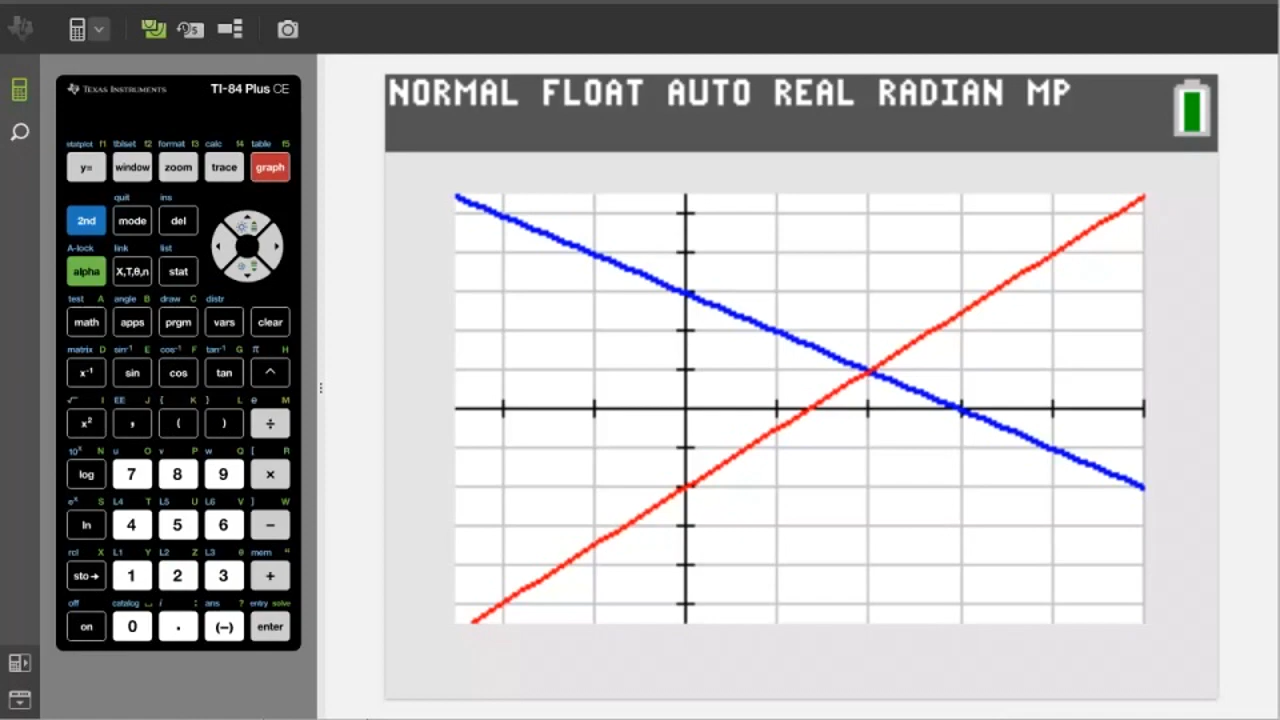 TEXAS INSTRUMENTS TI-84 Plus CE
NORMAL FLOAT AUTO REAL RADIAN MP
statplot f1 tblset f2 format f3 calc f4 table f5
y= window zoom trace graph
quit ins
2nd mode del
A-lock link list
alpha X,T,θ,n stat
test A angle B draw C distr
math apps prgm vars clear
matrix D sin⁻¹ E cos⁻¹ F tan⁻¹ G π H
x⁻¹ sin cos tan ^
√ I EE J { K } L e M
x² , ( ) ÷
10ˣ N u O v P w Q [ R
log 7 8 9 ×
eˣ S L4 T L5 U L6 V ] W
ln 4 5 6 −
rcl X L1 Y L2 Z L3 θ mem "
sto→ 1 2 3 +
off catalog ⎵ i : ans ? entry solve
on 0 . (−) enter